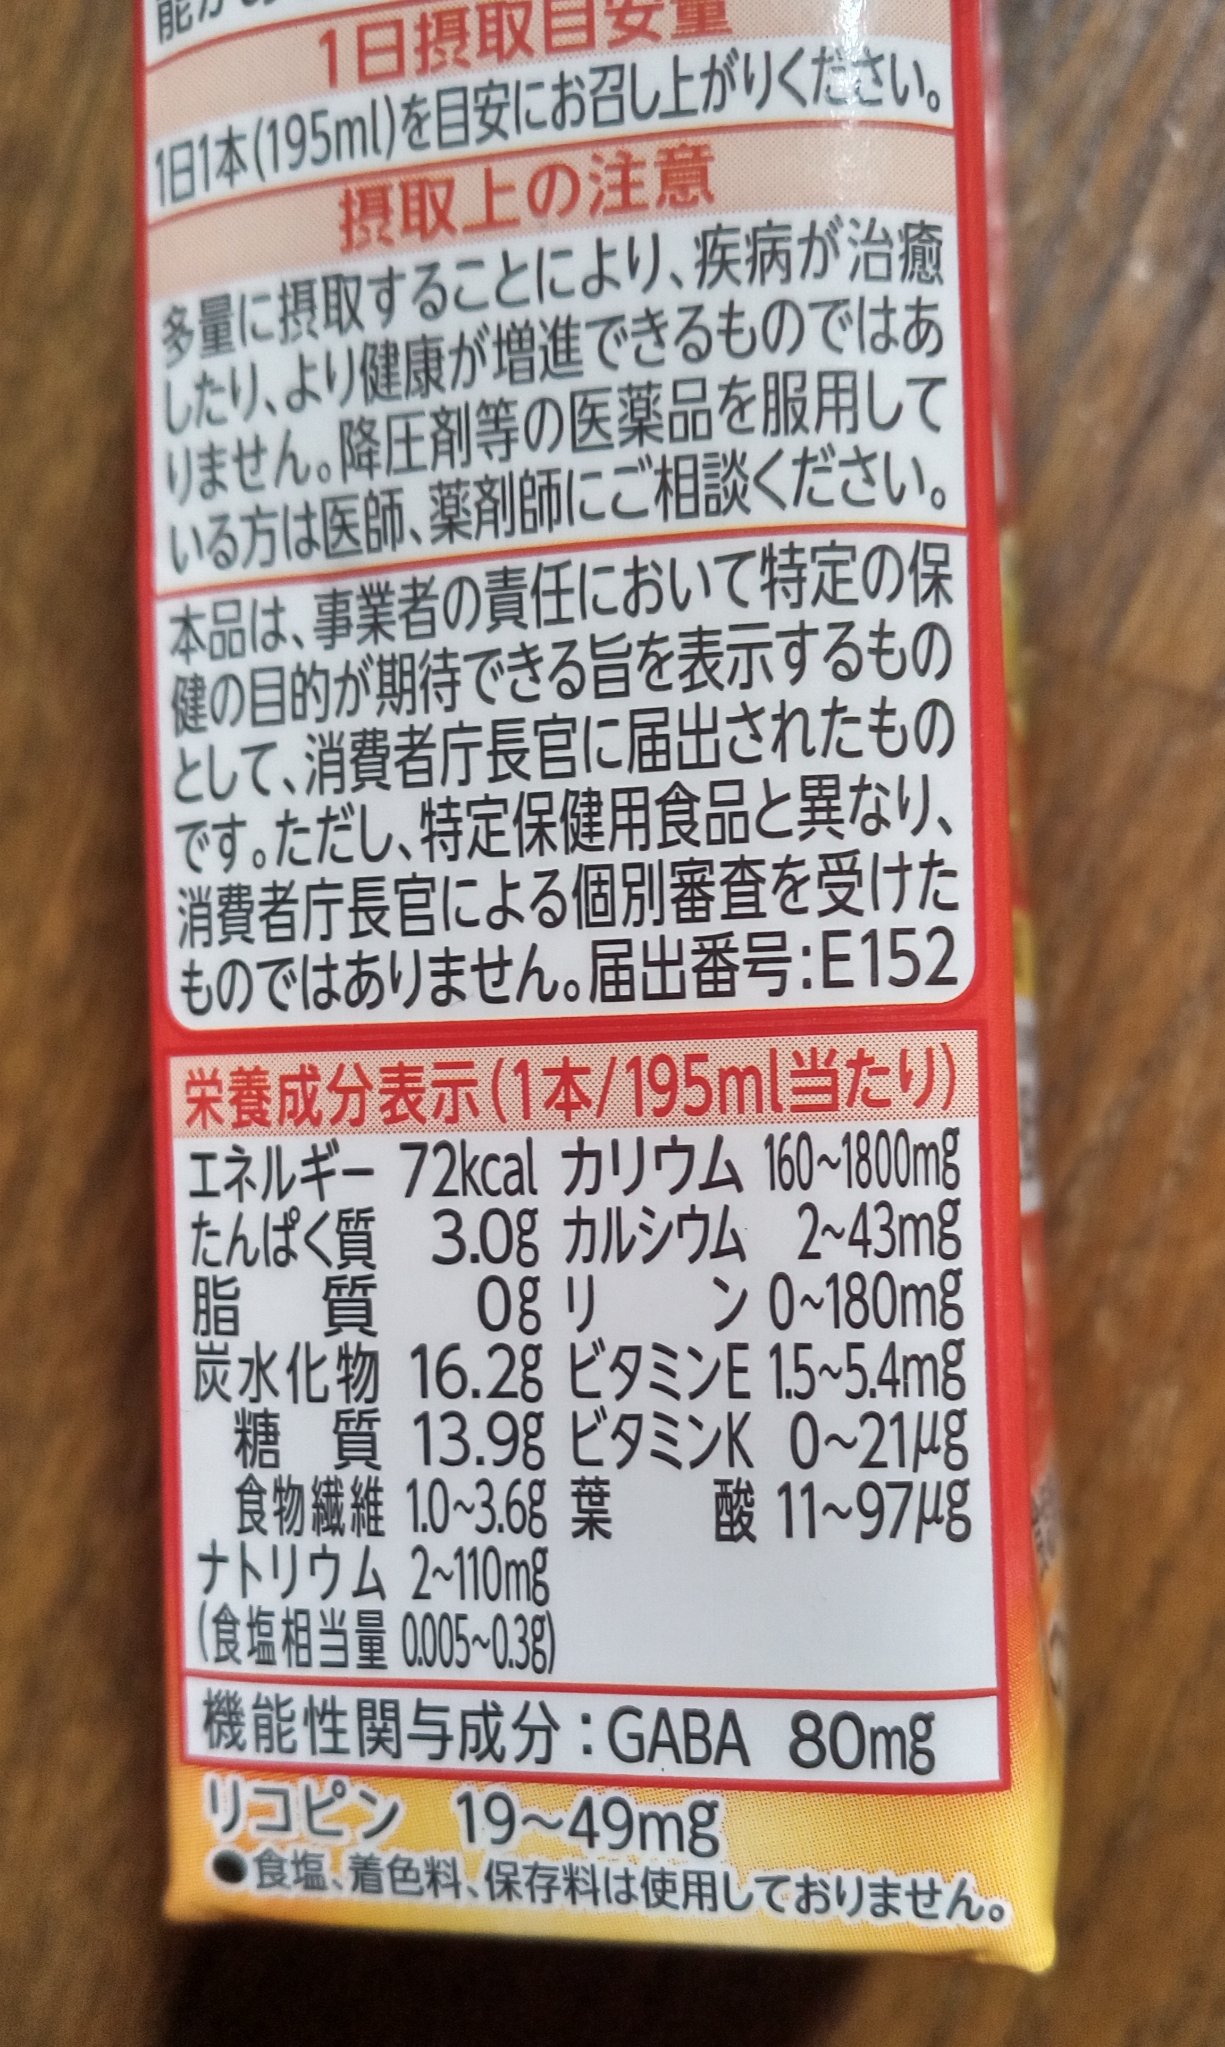 1日摂取目安量
1日1本(195ml)を目安にお召し上がりください。
摂取上の注意
多量に摂取することにより、疾病が治癒
したり、より健康が増進できるものではあ
りません。降圧剤等の医薬品を服用して
いる方は医師、薬剤師にご相談ください。
本品は、事業者の責任において特定の保
健の目的が期待できる旨を表示するもの
として、消費者庁長官に届出されたもの
です。ただし、特定保健用食品と異なり、
消費者庁長官による個別審査を受けた
ものではありません。届出番号:E152
栄養成分表示(1本/195ml当たり)
エネルギー 72kcal カリウム 160~1800mg
たんぱく質 3.0g カルシウム 2~43mg
脂質 0g リン 0~180mg
炭水化物 16.2g ビタミンE 1.5~5.4mg
糖質 13.9g ビタミンK 0~21μg
食物繊維 1.0~3.6g 葉酸 11~97μg
ナトリウム 2~110mg
(食塩相当量 0.005~0.3g)
機能性関与成分:GABA 80mg
リコピン 19~49mg
●食塩、着色料、保存料は使用しておりません。